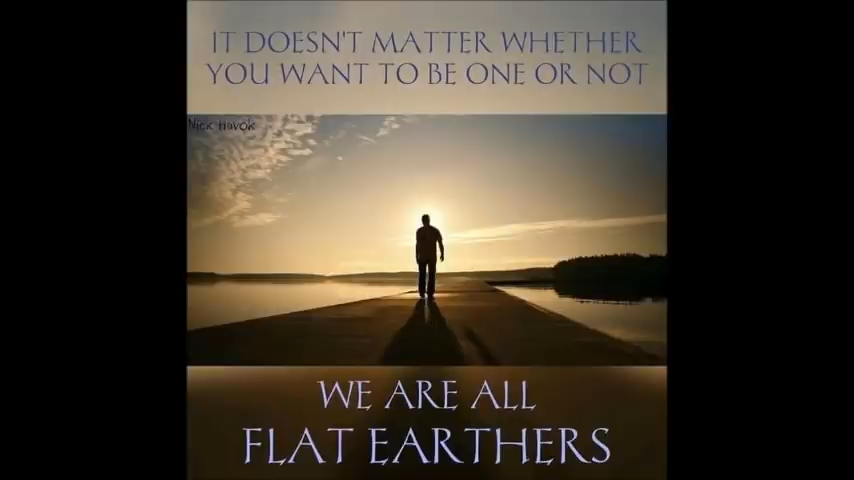 IT DOESN'T MATTER WHETHER
YOU WANT TO BE ONE OR NOT
Nick Havok
WE ARE ALL
FLAT EARTHERS